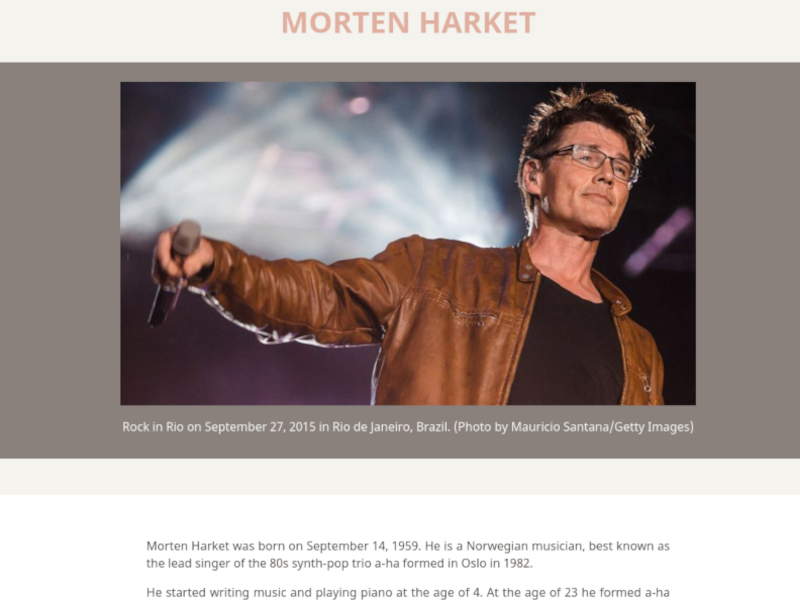 MORTEN HARKET
Rock in Rio on September 27, 2015 in Rio de Janeiro, Brazil. (Photo by Mauricio Santana/Getty Images)
Morten Harket was born on September 14, 1959. He is a Norwegian musician, best known as
the lead singer of the 80s synth-pop trio a-ha formed in Oslo in 1982.
He started writing music and playing piano at the age of 4. At the age of 23 he formed a-ha